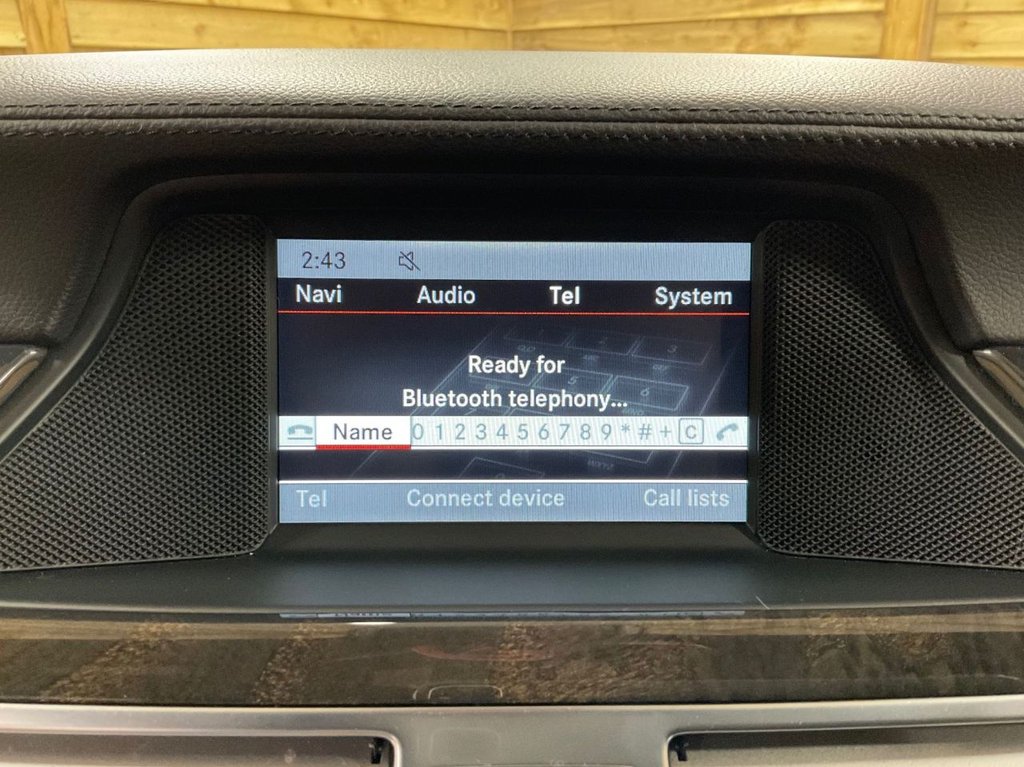 2:43
Navi Audio Tel System
Ready for
Bluetooth telephony...
Name 0 1 2 3 4 5 6 7 8 9 * # + C
Tel Connect device Call lists